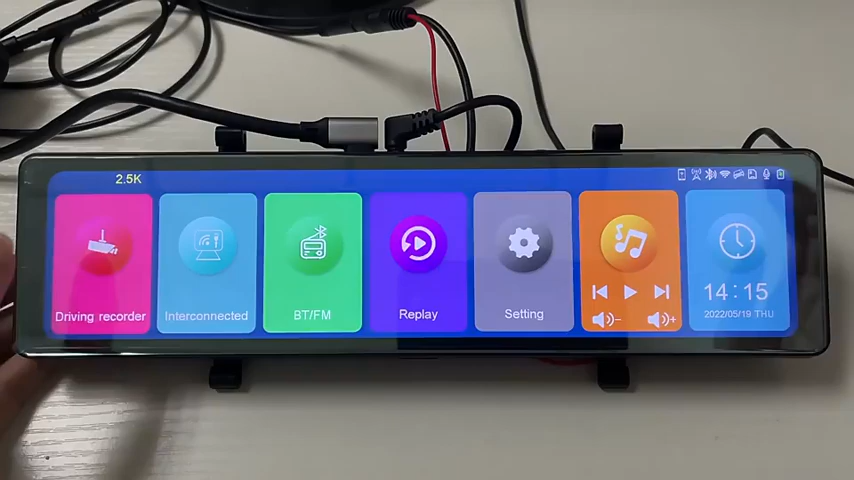 2.5K
Driving recorder
Interconnected
BT/FM
Replay
Setting
14:15
2022/05/19 THU